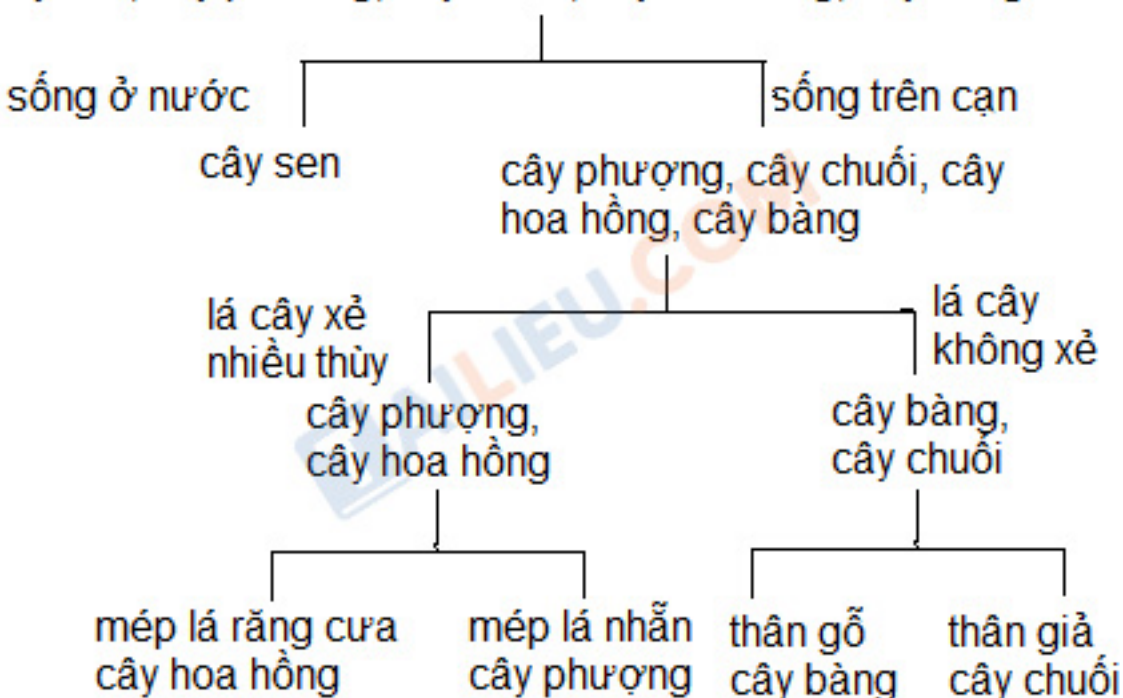 sống ở nước
sống trên cạn
cây sen
cây phượng, cây chuối, cây
hoa hồng, cây bàng
lá cây xẻ
nhiều thùy
lá cây
không xẻ
cây phượng,
cây hoa hồng
cây bàng,
cây chuối
mép lá răng cưa
cây hoa hồng
mép lá nhẵn
cây phượng
thân gỗ
cây bàng
thân giả
cây chuối
TAILIEU.COM